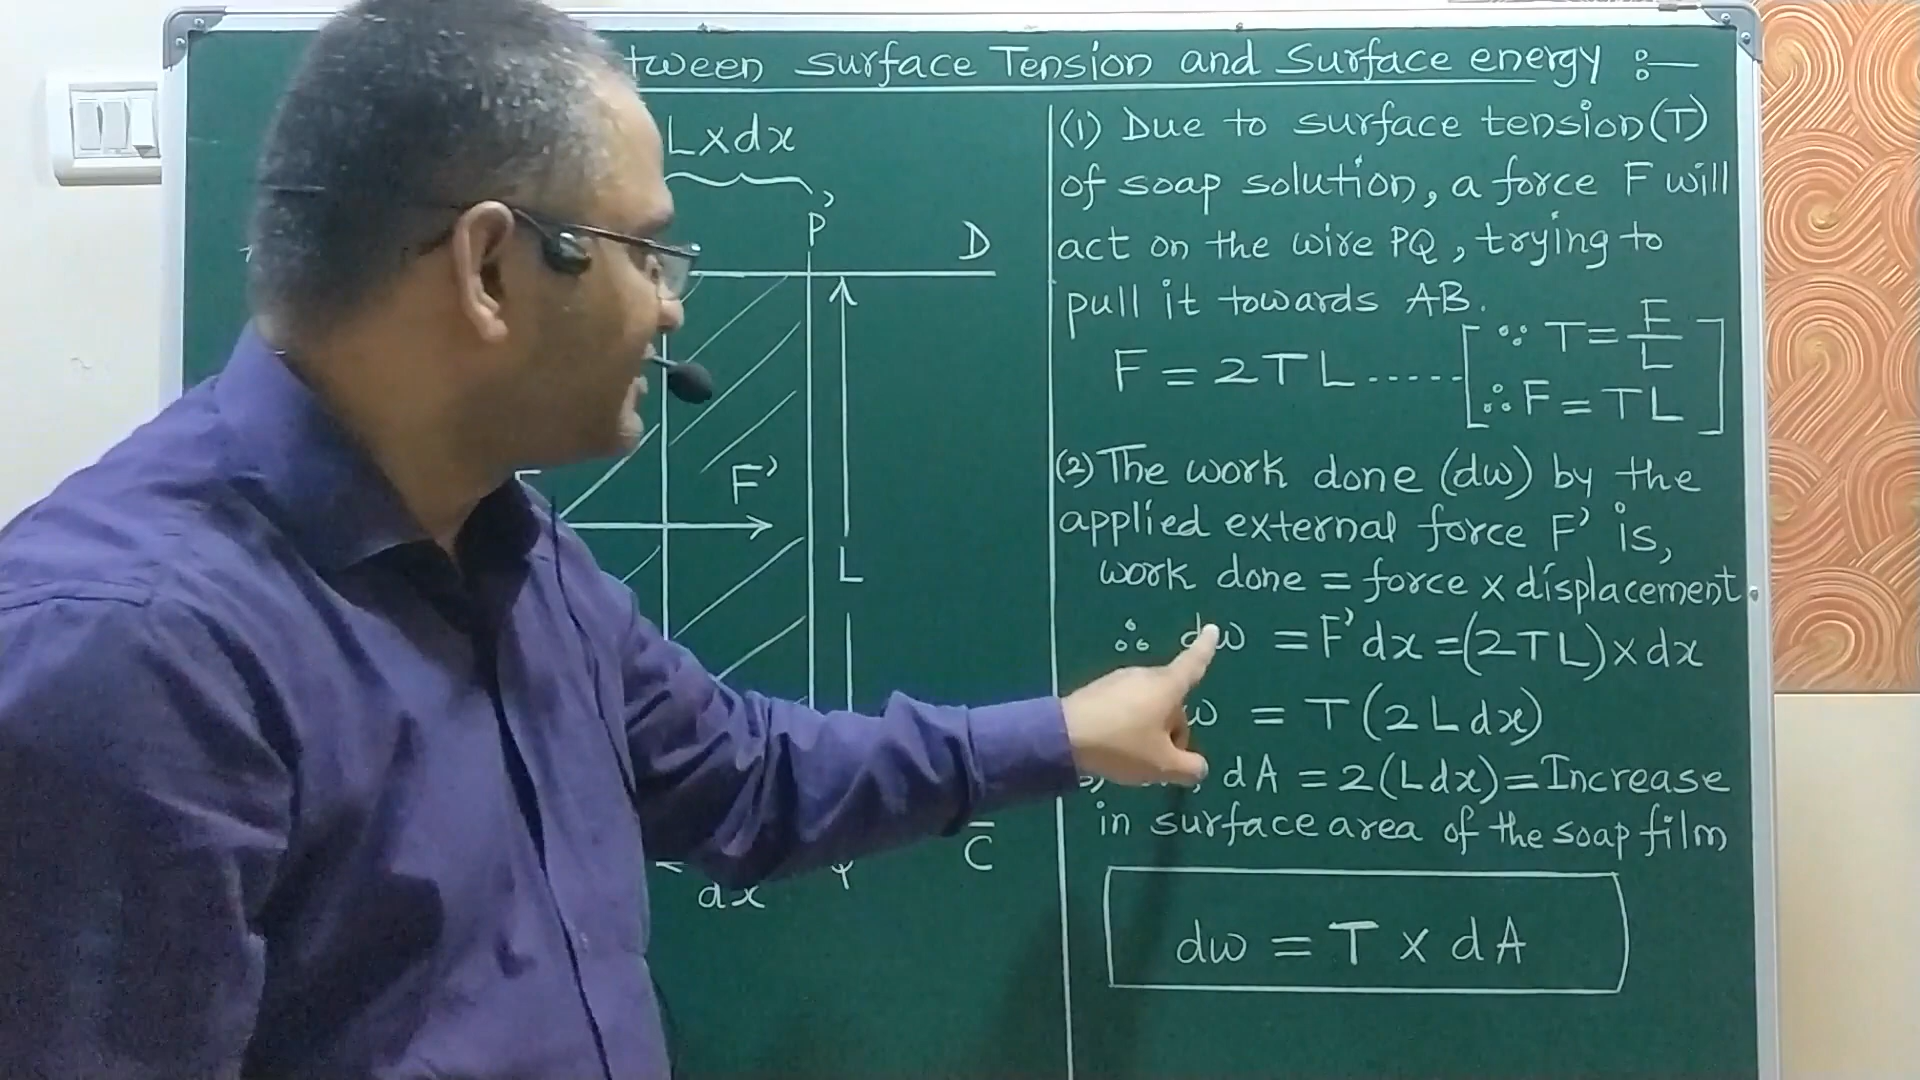 surface Tension and Surface energy :—
L x dx
P'
D
F'
L
dx
C
(1) Due to surface tension (T)
of soap solution, a force F will
act on the wire PQ, trying to
pull it towards AB.
F = 2TL ..... [∵ T = F/L
∴ F = TL]
(2) The work done (dw) by the
applied external force F' is,
work done = force x displacement
∴ dw = F'dx = (2TL) x dx
w = T(2Ldx)
dA = 2(Ldx) = Increase
in surface area of the soap film
dw = T x dA